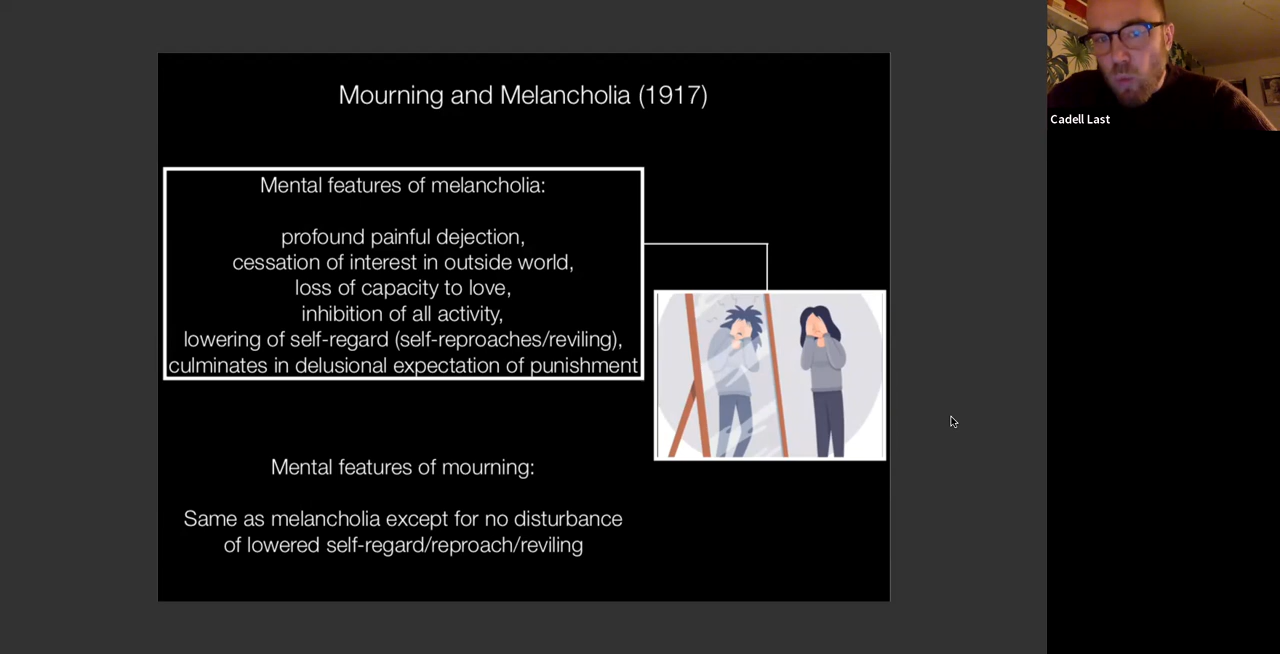 Mourning and Melancholia (1917)
Mental features of melancholia:
profound painful dejection,
cessation of interest in outside world,
loss of capacity to love,
inhibition of all activity,
lowering of self-regard (self-reproaches/reviling),
culminates in delusional expectation of punishment
Mental features of mourning:
Same as melancholia except for no disturbance
of lowered self-regard/reproach/reviling
Cadell Last